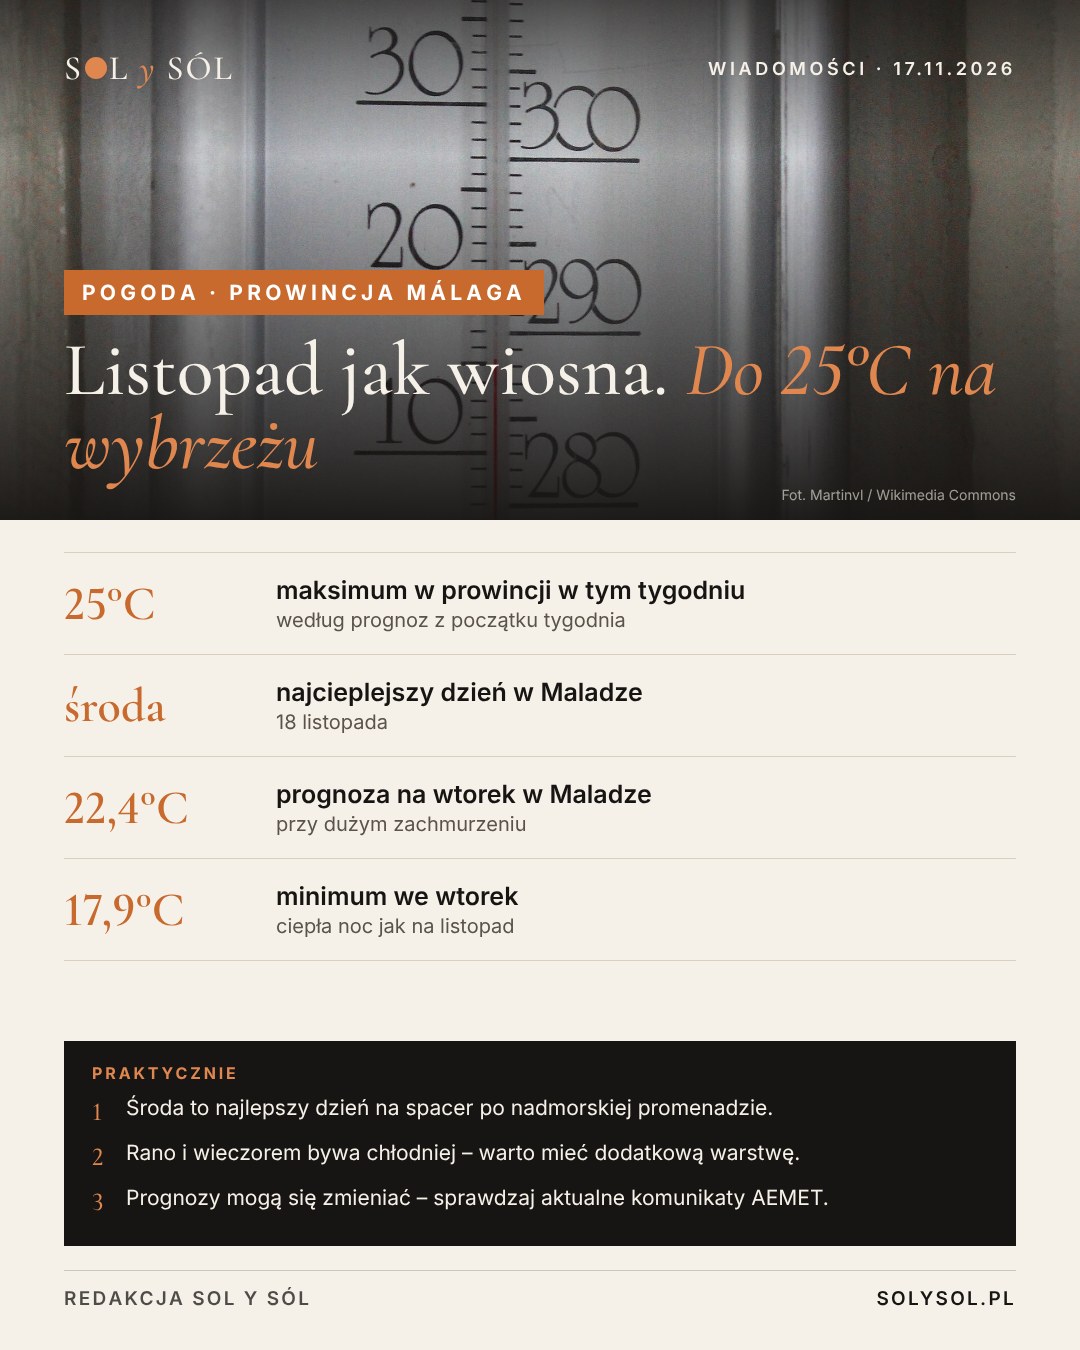 SOL y SÓL
WIADOMOŚCI · 17.11.2026
30
300
20
290
10
280
POGODA · PROWINCJA MÁLAGA
Listopad jak wiosna. Do 25°C na
wybrzeżu
Fot. Martinvl / Wikimedia Commons
25°C
maksimum w prowincji w tym tygodniu
według prognoz z początku tygodnia
środa
najcieplejszy dzień w Maladze
18 listopada
22,4°C
prognoza na wtorek w Maladze
przy dużym zachmurzeniu
17,9°C
minimum we wtorek
ciepła noc jak na listopad
PRAKTYCZNIE
1 Środa to najlepszy dzień na spacer po nadmorskiej promenadzie.
2 Rano i wieczorem bywa chłodniej – warto mieć dodatkową warstwę.
3 Prognozy mogą się zmieniać – sprawdzaj aktualne komunikaty AEMET.
REDAKCJA SOL Y SÓL
SOLYSOL.PL